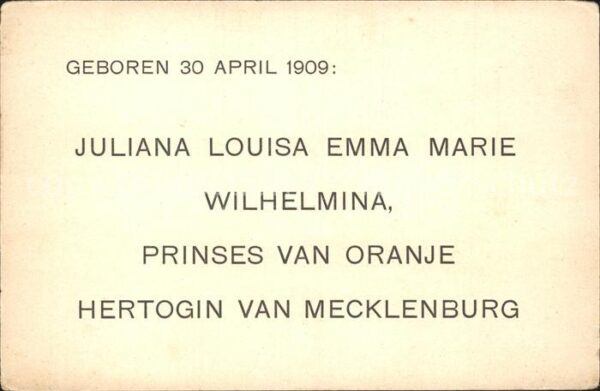 GEBOREN 30 APRIL 1909:
JULIANA LOUISA EMMA MARIE
WILHELMINA,
PRINSES VAN ORANJE
HERTOGIN VAN MECKLENBURG